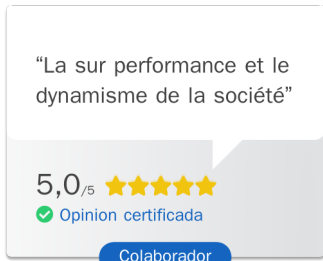 “La sur performance et le
dynamisme de la société”
5,0/5
Opinion certificada
Colaborador